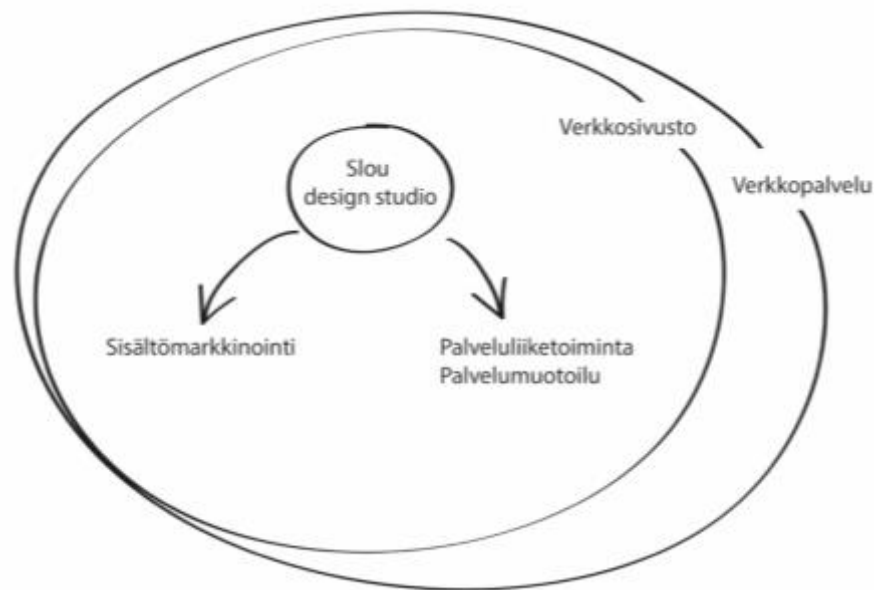 Verkkosivusto
Slou
design studio
Verkkopalvelu
Sisältömarkkinointi
Palveluliiketoiminta
Palvelumuotoilu